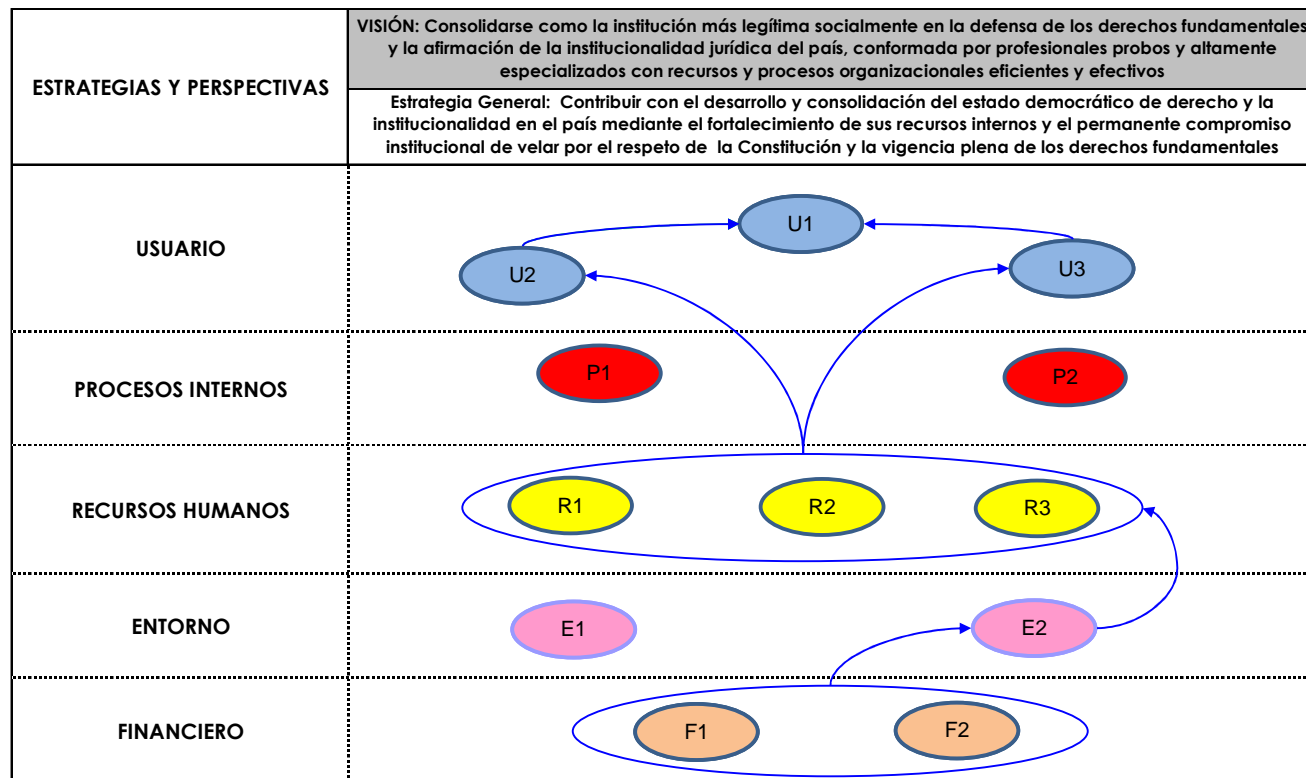 ESTRATEGIAS Y PERSPECTIVAS
VISIÓN: Consolidarse como la institución más legítima socialmente en la defensa de los derechos fundamentales
y la afirmación de la institucionalidad jurídica del país, conformada por profesionales probos y altamente
especializados con recursos y procesos organizacionales eficientes y efectivos
Estrategia General: Contribuir con el desarrollo y consolidación del estado democrático de derecho y la
institucionalidad en el país mediante el fortalecimiento de sus recursos internos y el permanente compromiso
institucional de velar por el respeto de la Constitución y la vigencia plena de los derechos fundamentales
USUARIO
U1
U2
U3
PROCESOS INTERNOS
P1
P2
RECURSOS HUMANOS
R1
R2
R3
ENTORNO
E1
E2
FINANCIERO
F1
F2